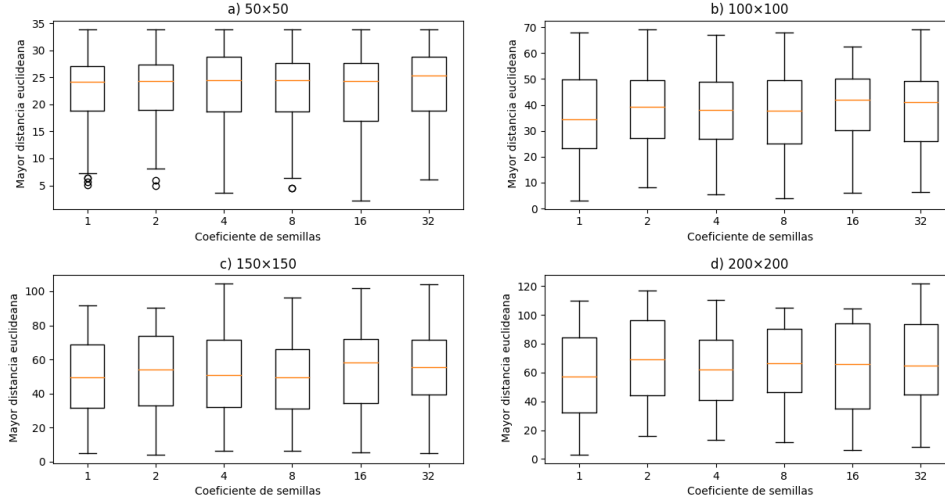 a) 50×50
Mayor distancia euclideana
35
30
25
20
15
10
5
1 2 4 8 16 32
Coeficiente de semillas
b) 100×100
Mayor distancia euclideana
70
60
50
40
30
20
10
0
1 2 4 8 16 32
Coeficiente de semillas
c) 150×150
Mayor distancia euclideana
100
80
60
40
20
0
1 2 4 8 16 32
Coeficiente de semillas
d) 200×200
Mayor distancia euclideana
120
100
80
60
40
20
0
1 2 4 8 16 32
Coeficiente de semillas